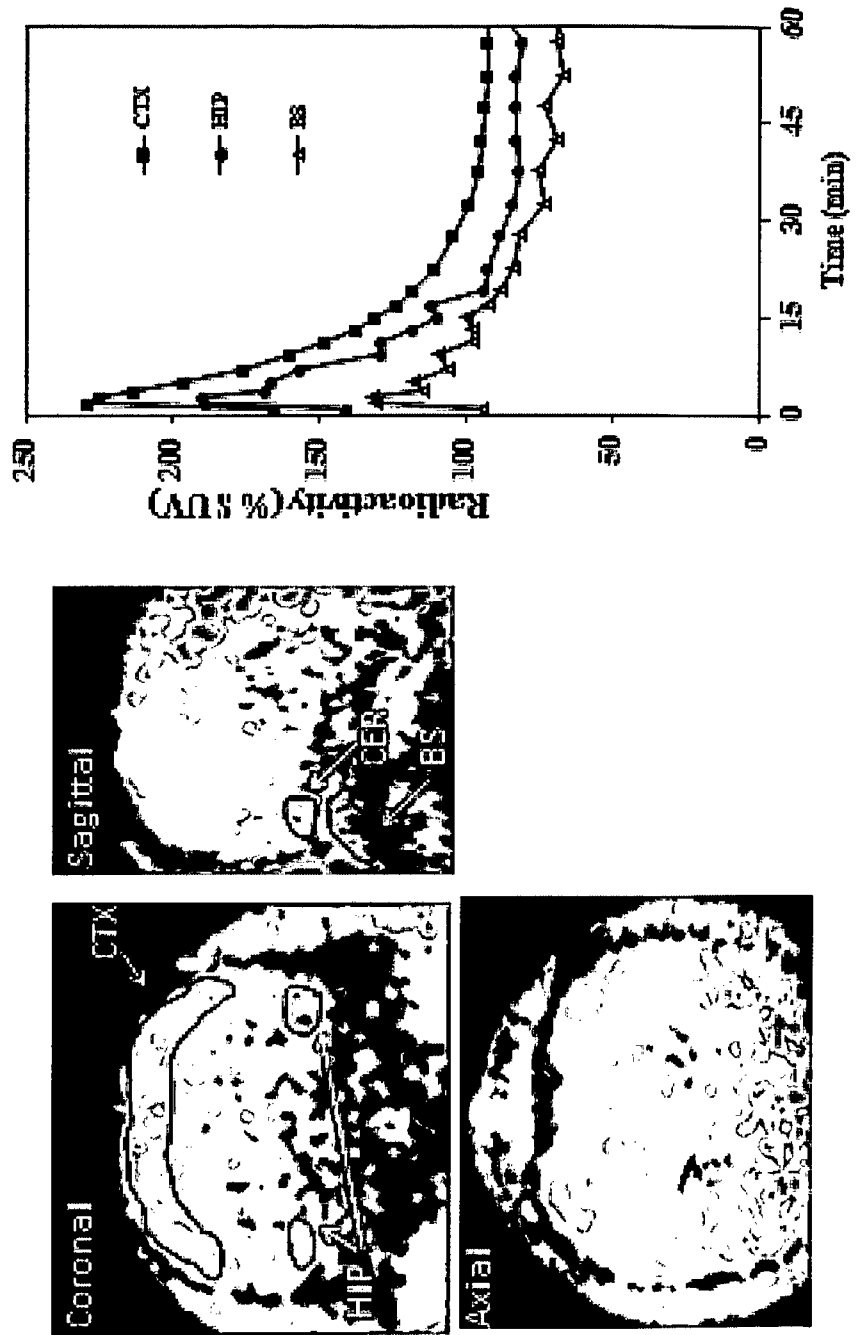 Coronal
CTX
HIP
Sagittal
CER
BS
Axial
Radioactivity (% SUV)
250
200
150
100
50
0
CTX
HIP
BS
0
15
30
45
60
Time (min)